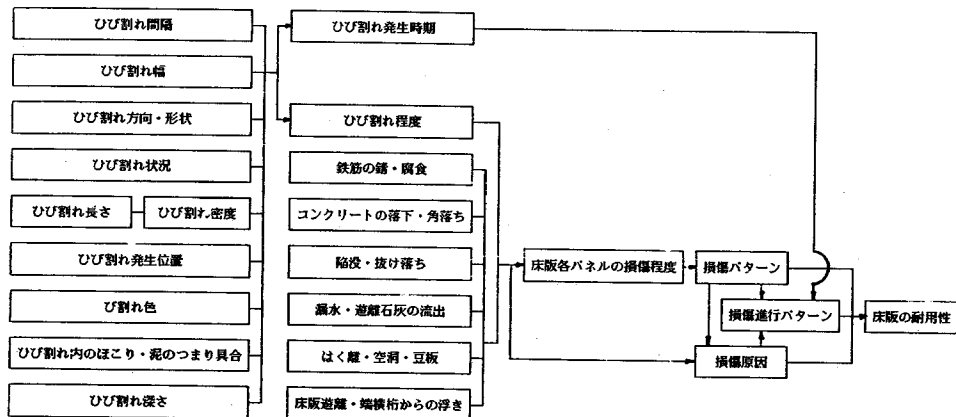 ひび割れ間隔
ひび割れ幅
ひび割れ方向・形状
ひび割れ状況
ひび割れ長さ
ひび割れ密度
ひび割れ発生位置
び割れ色
ひび割れ内のほこり・泥のつまり具合
ひび割れ深さ
ひび割れ発生時期
ひび割れ程度
鉄筋の錆・腐食
コンクリートの落下・角落ち
陥没・抜け落ち
漏水・遊離石灰の流出
はく離・空洞・豆板
床版遊離・端横桁からの浮き
床版各パネルの損傷程度
損傷パターン
損傷進行パターン
損傷原因
床版の耐用性